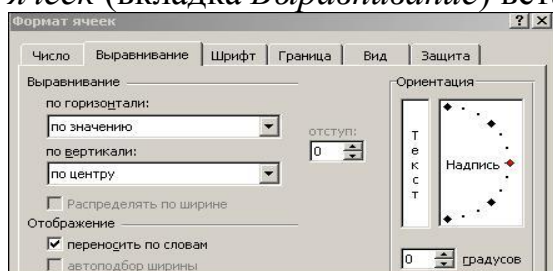 ячеек (вкладка Выравнивание)
Формат ячеек
Число Выравнивание Шрифт Граница Вид Защита
Выравнивание
по горизонтали:
по значению
отступ:
0
по вертикали:
по центру
Распределять по ширине
Отображение
переносить по словам
автоподбор ширины
Ориентация
Текст
Надпись
0 градусов